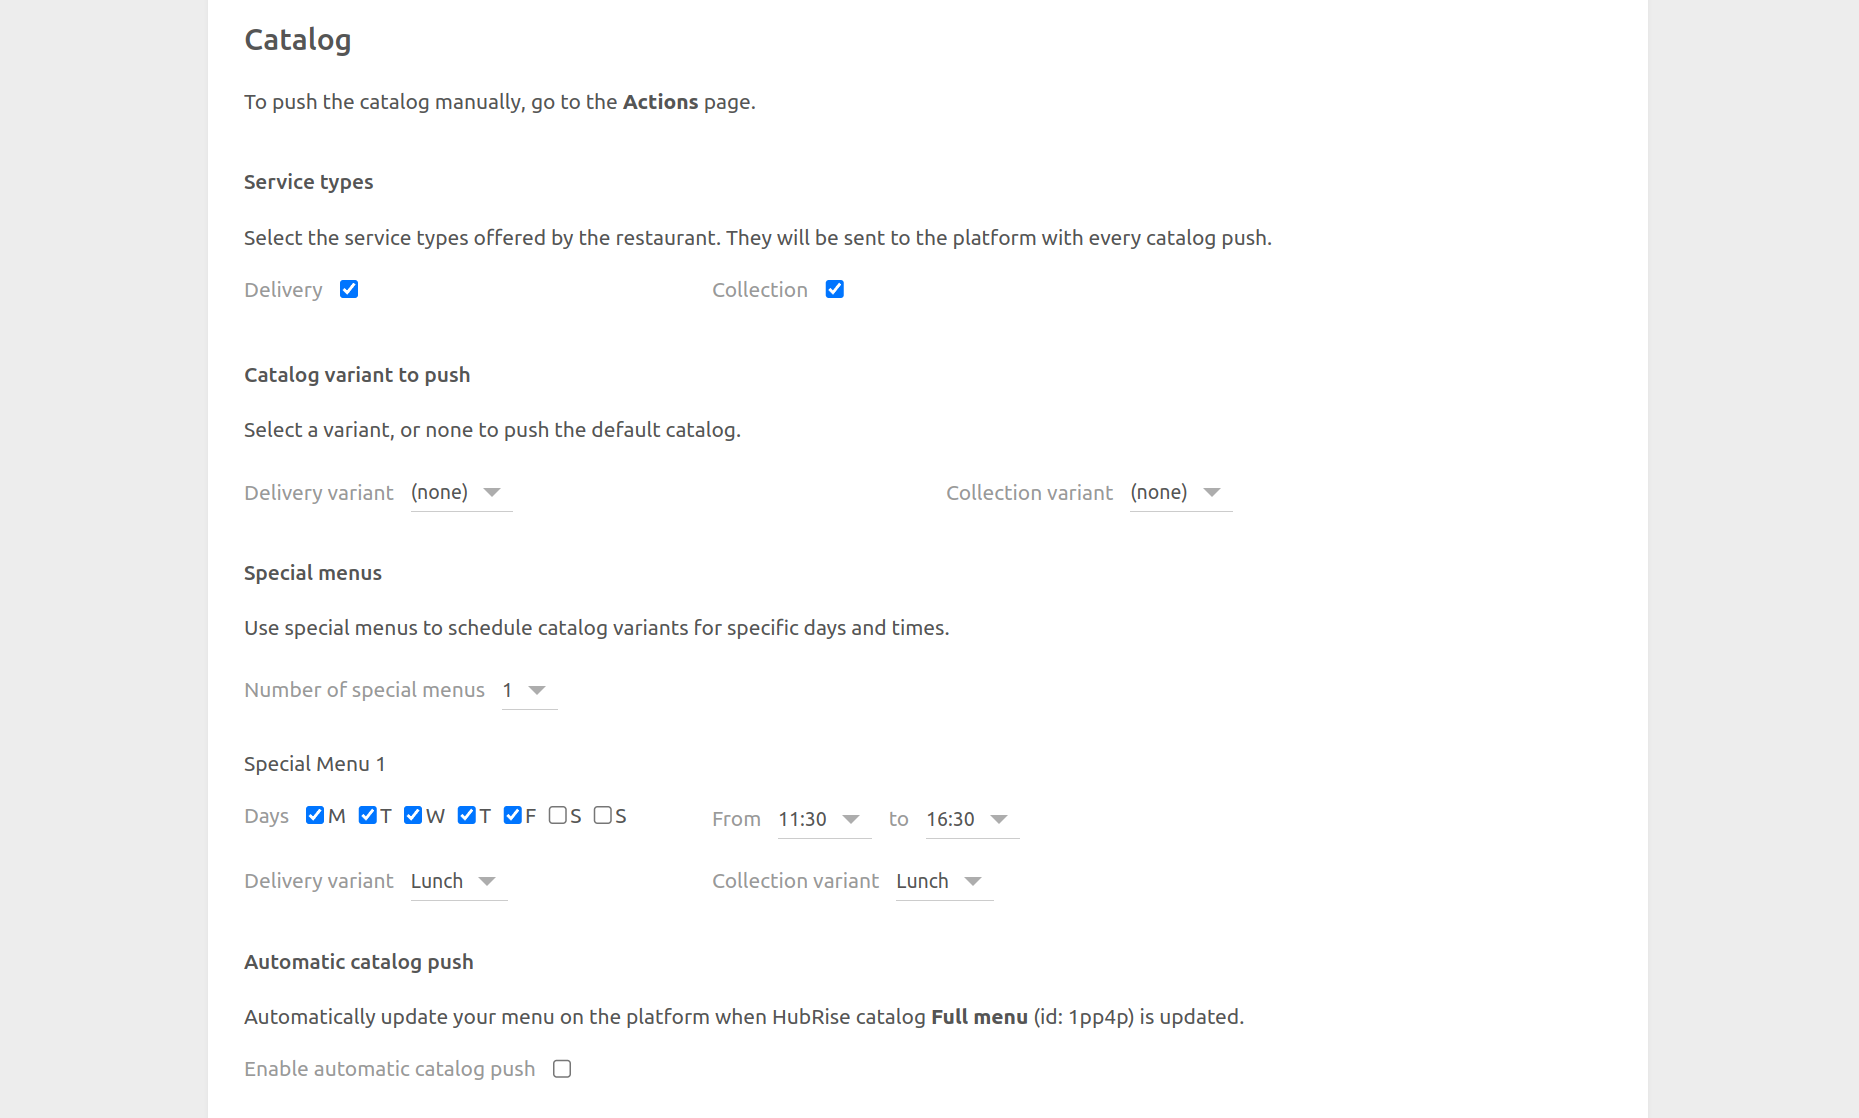 Catalog
To push the catalog manually, go to the Actions page.
Service types
Select the service types offered by the restaurant. They will be sent to the platform with every catalog push.
Delivery Collection
Catalog variant to push
Select a variant, or none to push the default catalog.
Delivery variant (none) Collection variant (none)
Special menus
Use special menus to schedule catalog variants for specific days and times.
Number of special menus 1
Special Menu 1
Days M T W T F S S From 11:30 to 16:30
Delivery variant Lunch Collection variant Lunch
Automatic catalog push
Automatically update your menu on the platform when HubRise catalog Full menu (id: 1pp4p) is updated.
Enable automatic catalog push